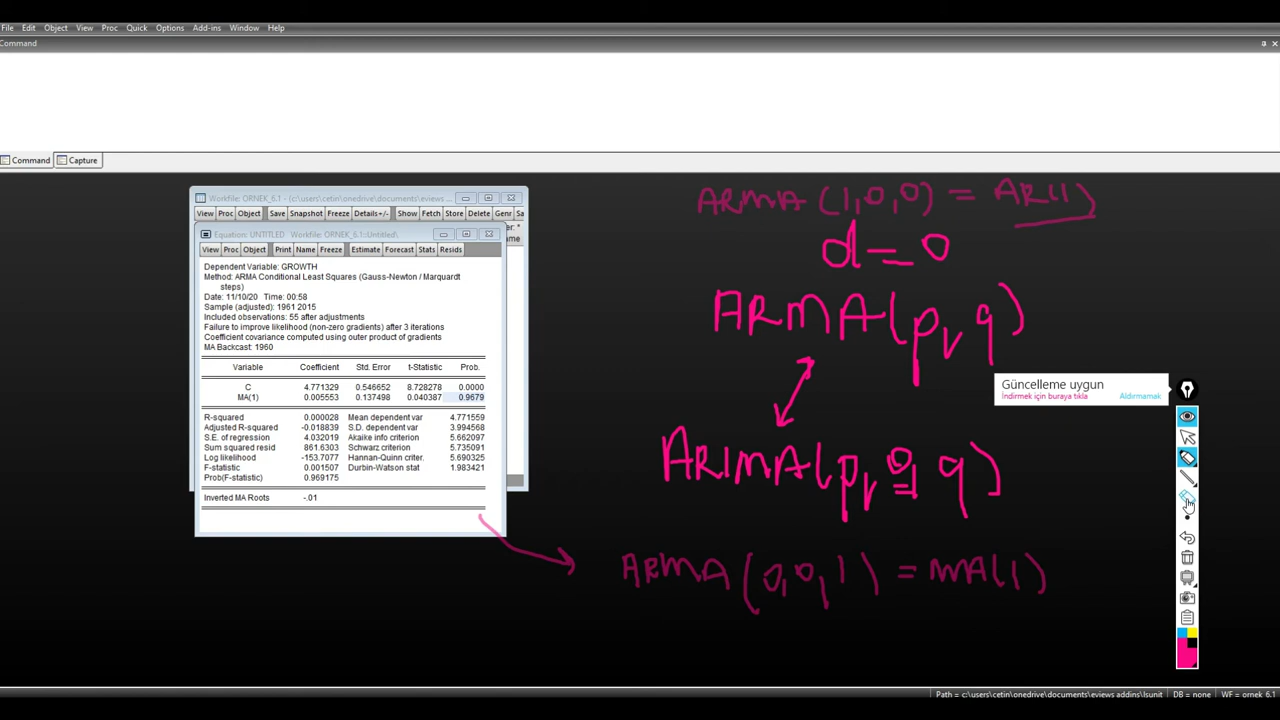 File Edit Object View Proc Quick Options Add-ins Window Help
Command
Command Capture
Workfile: ORNEK_6.1 - (c:\users\cetin\onedrive\documents\eviews addins\lsunit
View Proc Object Save Snapshot Freeze Details+/- Show Fetch Store Delete Genr Sa
Equation: UNTITLED Workfile: ORNEK_6.1::Untitled\
View Proc Object Print Name Freeze Estimate Forecast Stats Resids
Dependent Variable: GROWTH
Method: ARMA Conditional Least Squares (Gauss-Newton / Marquardt
steps)
Date: 11/10/20 Time: 00:58
Sample (adjusted): 1961 2015
Included observations: 55 after adjustments
Failure to improve likelihood (non-zero gradients) after 3 iterations
Coefficient covariance computed using outer product of gradients
MA Backcast: 1960
Variable Coefficient Std. Error t-Statistic Prob.
C 4.771329 0.546652 8.728278 0.0000
MA(1) 0.005553 0.137498 0.040387 0.9679
R-squared 0.000028 Mean dependent var 4.771559
Adjusted R-squared -0.018839 S.D. dependent var 3.994568
S.E. of regression 4.032019 Akaike info criterion 5.662097
Sum squared resid 861.6303 Schwarz criterion 5.735091
Log likelihood -153.7077 Hannan-Quinn criter. 5.690325
F-statistic 0.001507 Durbin-Watson stat 1.983421
Prob(F-statistic) 0.969175
Inverted MA Roots -.01
ARMA (1,0,0) = AR(1)
d=0
ARMA(p,q)
ARIMA(p,0,q)
ARMA(0,0,1) = MA(1)
Güncelleme uygun
İndirmek için buraya tıkla Aldırmamak
Path = c:\users\cetin\onedrive\documents\eviews addins\lsunit DB = none WF = ornek 6.1